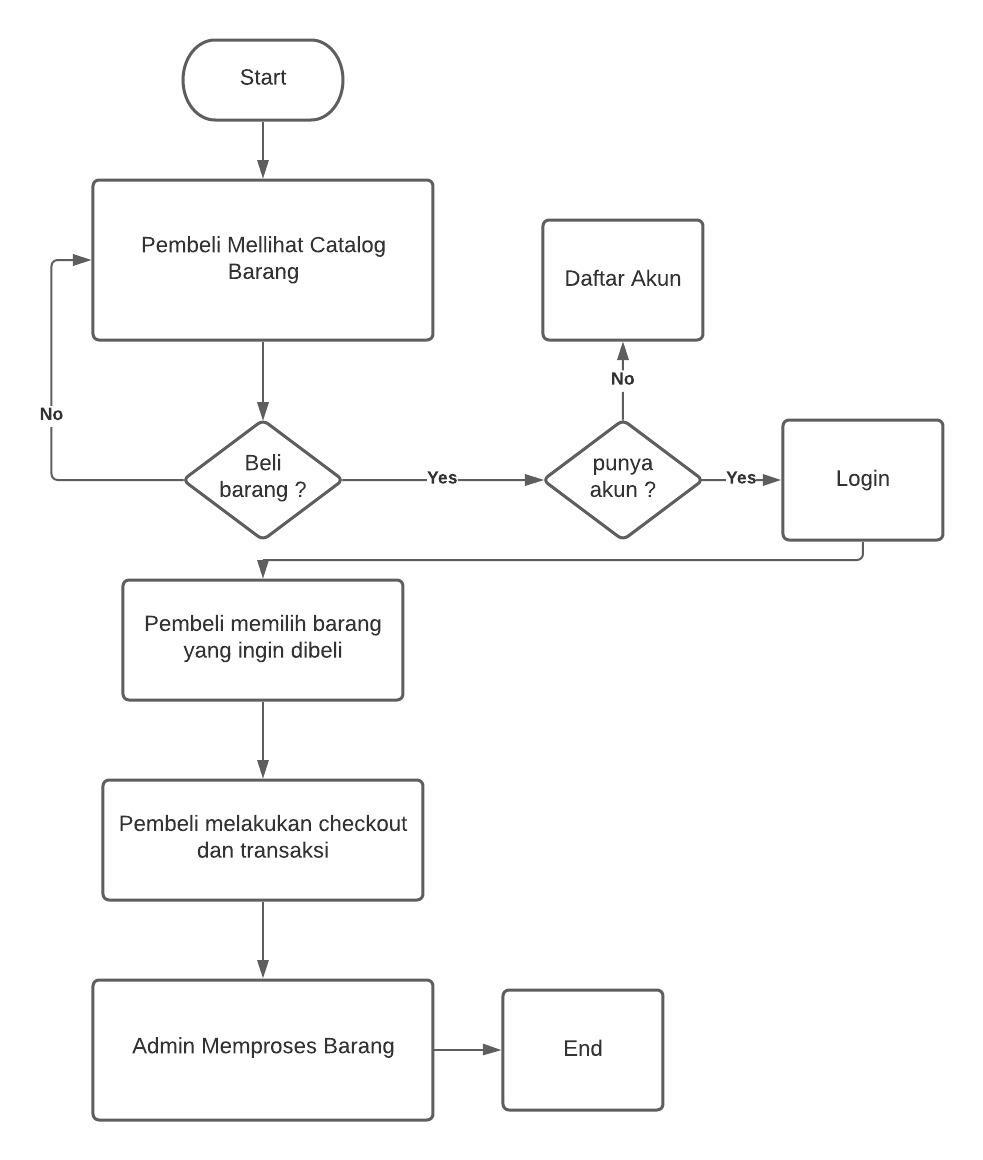 Start
Pembeli Mellihat Catalog
Barang
Daftar Akun
No
No
Beli
barang ?
Yes
punya
akun ?
Yes
Login
Pembeli memilih barang
yang ingin dibeli
Pembeli melakukan checkout
dan transaksi
Admin Memproses Barang
End